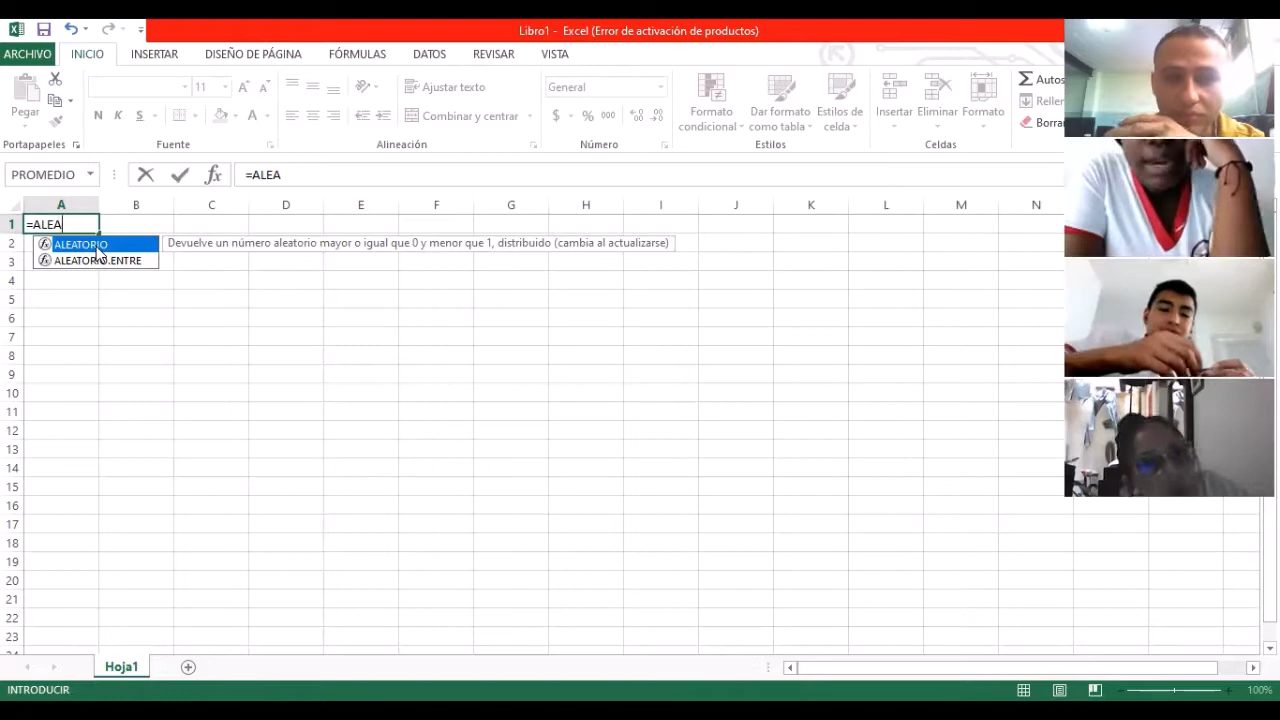 Libro1 - Excel (Error de activación de productos)
ARCHIVO INICIO INSERTAR DISEÑO DE PÁGINA FÓRMULAS DATOS REVISAR VISTA
11 Ajustar texto General
Pegar N K S Combinar y centrar $ % 000 Formato condicional Dar formato como tabla Estilos de celda Insertar Eliminar Formato
Portapapeles Fuente Alineación Número Estilos Celdas
PROMEDIO fx =ALEA
A B C D E F G H I J K L M N
1 =ALEA
2 ALEATORIO Devuelve un número aleatorio mayor o igual que 0 y menor que 1, distribuido (cambia al actualizarse)
3 ALEATORIO.ENTRE
4
5
6
7
8
9
10
11
12
13
14
15
16
17
18
19
20
21
22
23
Hoja1
INTRODUCIR 100%